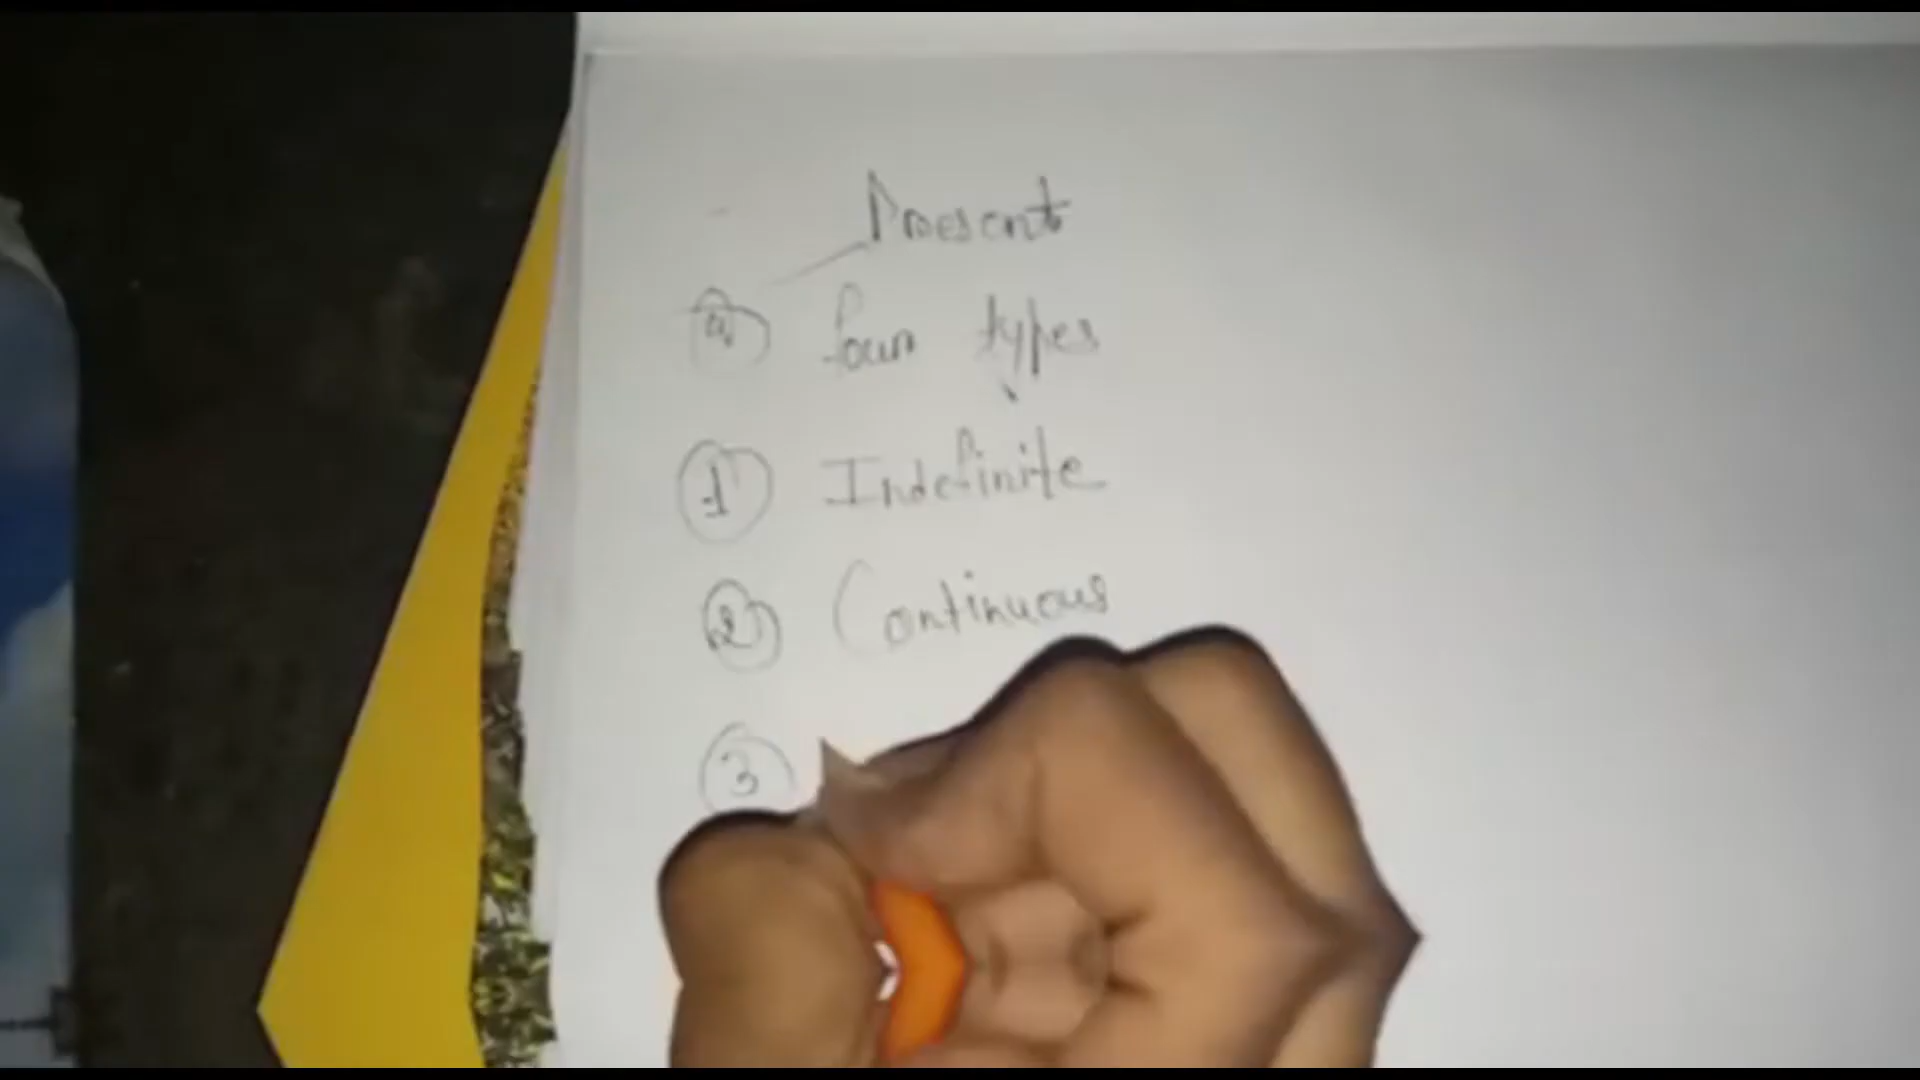 Present
a, four types
1 Indefinite
2 Continuous
3